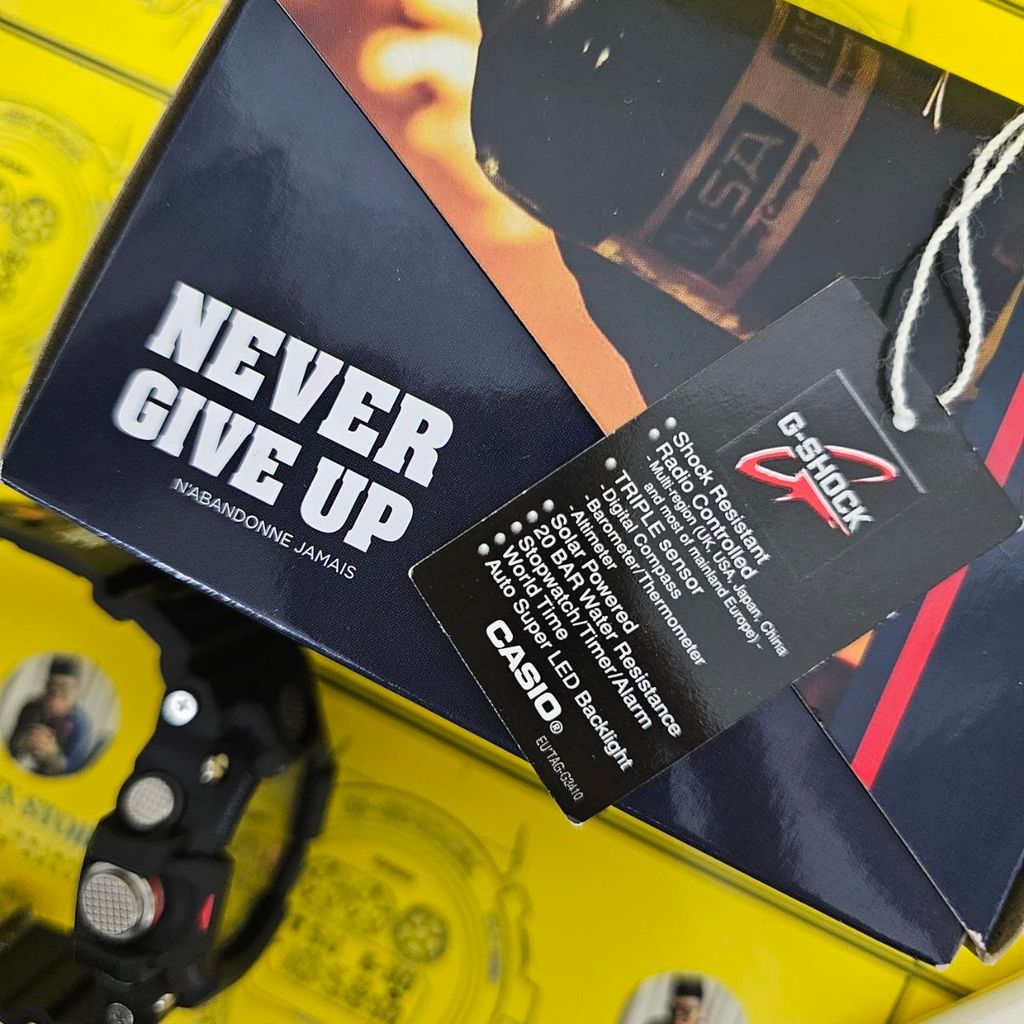 MSA
NEVER
GIVE UP
N'ABANDONNE JAMAIS
G-SHOCK
Shock Resistant
Radio Controlled
-Multi-region (UK, USA, Japan, China
and most of mainland Europe)-
TRIPLE sensor
-Digital Compass
-Barometer/Thermometer
-Altimeter
Solar Powered
20 BAR Water Resistance
Stopwatch/Timer/Alarm
World Time
Auto Super LED Backlight
CASIO®
EU'TAG-G3410